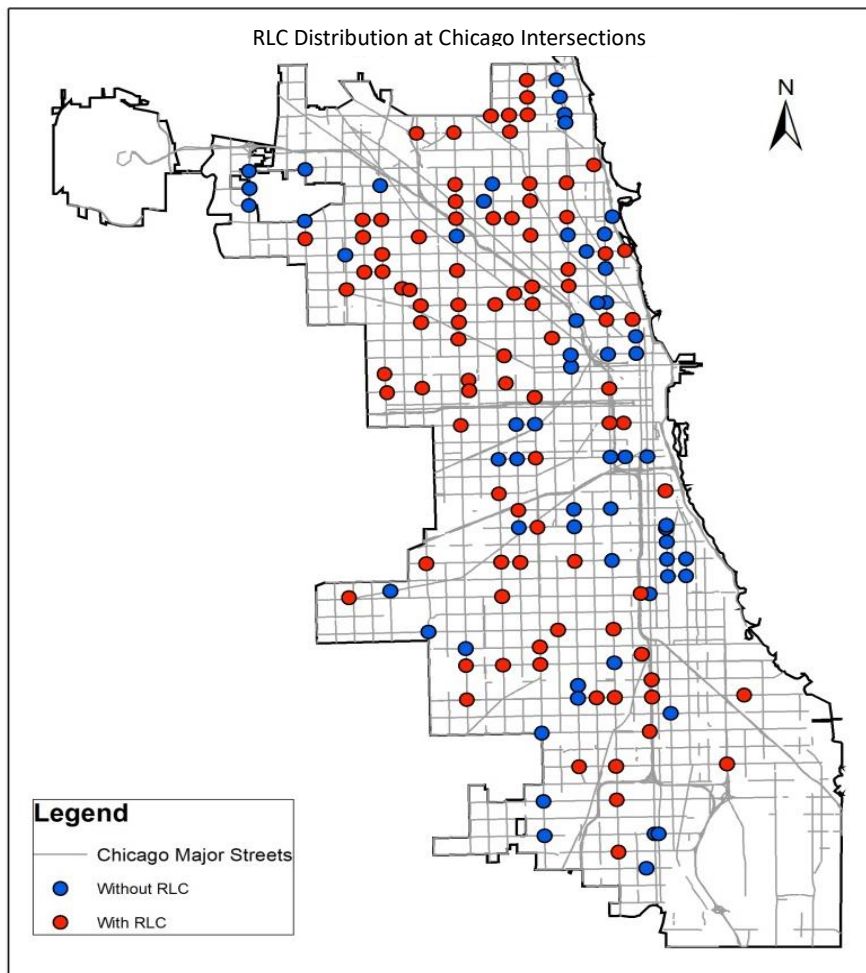 RLC Distribution at Chicago Intersections
N
Legend
Chicago Major Streets
Without RLC
With RLC